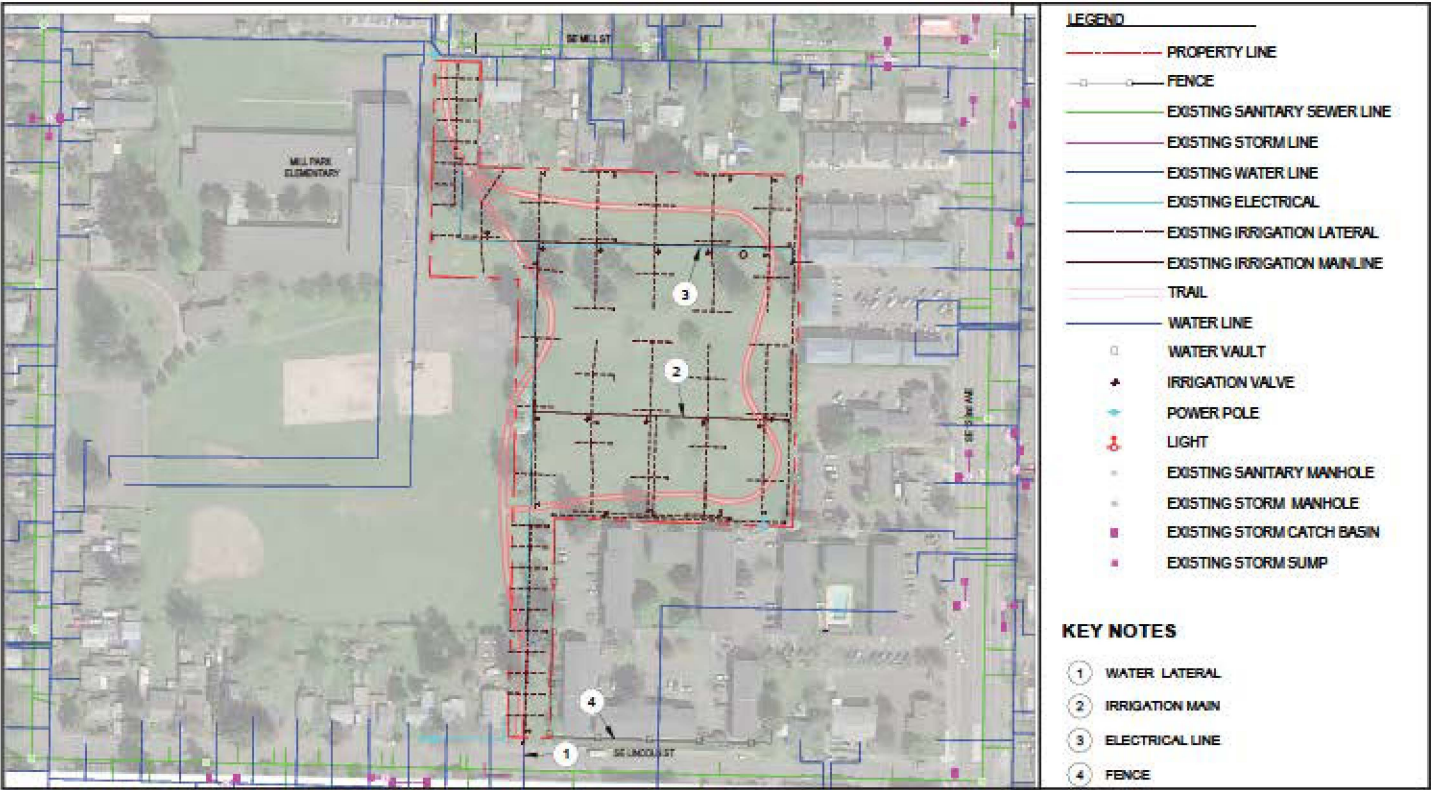 SE MILL ST
MILL PARK
ELEMENTARY
3
2
4
1
SE LINCOLN ST
LEGEND
PROPERTY LINE
FENCE
EXISTING SANITARY SEWER LINE
EXISTING STORM LINE
EXISTING WATER LINE
EXISTING ELECTRICAL
EXISTING IRRIGATION LATERAL
EXISTING IRRIGATION MAINLINE
TRAIL
WATER LINE
WATER VAULT
IRRIGATION VALVE
POWER POLE
LIGHT
EXISTING SANITARY MANHOLE
EXISTING STORM MANHOLE
EXISTING STORM CATCH BASIN
EXISTING STORM SUMP
KEY NOTES
1 WATER LATERAL
2 IRRIGATION MAIN
3 ELECTRICAL LINE
4 FENCE